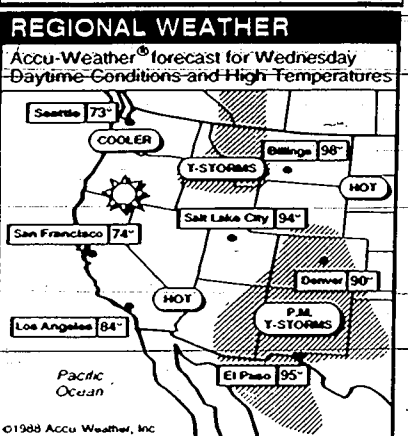 REGIONAL WEATHER
Accu-Weather® forecast for Wednesday
Daytime Conditions and High Temperatures
Seattle 73°
COOLER
Billings 98°
T-STORMS
HOT
Salt Lake City 94°
San Francisco 74°
Denver 90°
HOT
P.M.
T-STORMS
Los Angeles 84°
Pacific
Ocean
El Paso 95°
©1988 Accu Weather, Inc